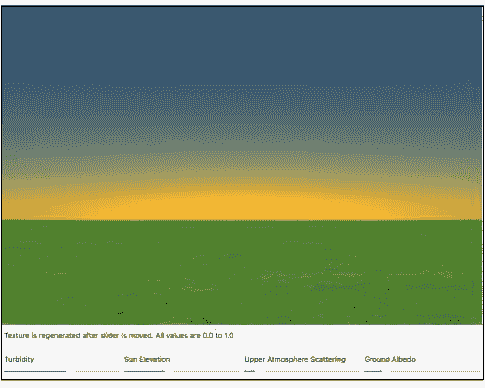 Texture is regenerated after slider is moved. All values are 0.0 to 1.0
Turbidity Sun Elevation Upper Atmosphere Scattering Ground Albedo